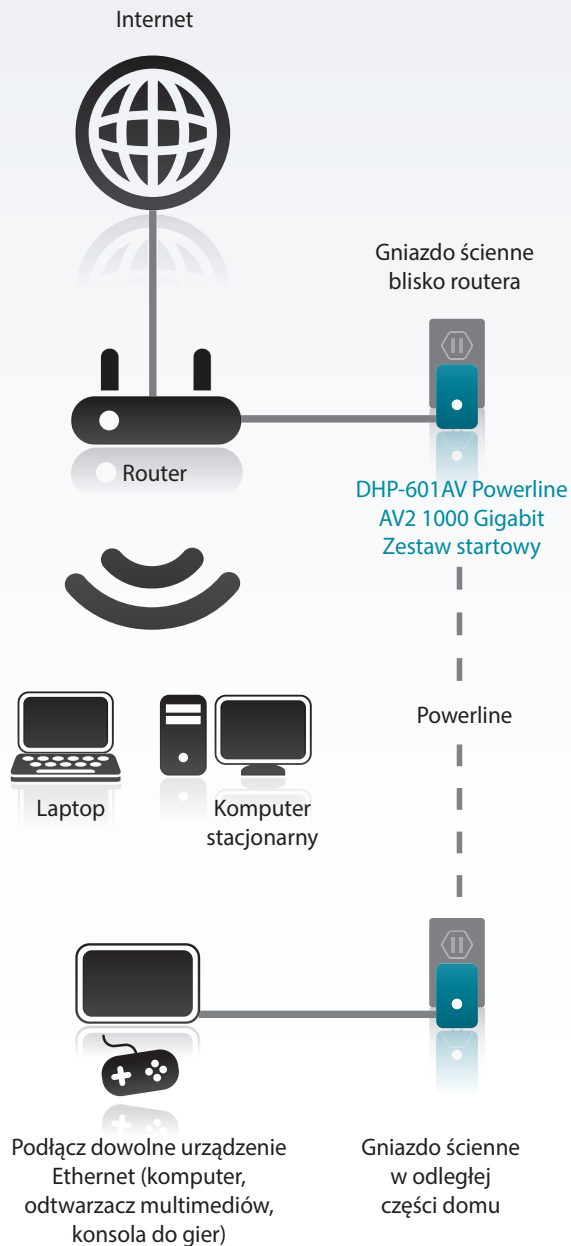 Internet
Gniazdo ścienne
blisko routera
Router
DHP-601AV Powerline
AV2 1000 Gigabit
Zestaw startowy
Powerline
Laptop
Komputer
stacjonarny
Podłącz dowolne urządzenie
Ethernet (komputer,
odtwarzacz multimediów,
konsola do gier)
Gniazdo ścienne
w odległej
części domu